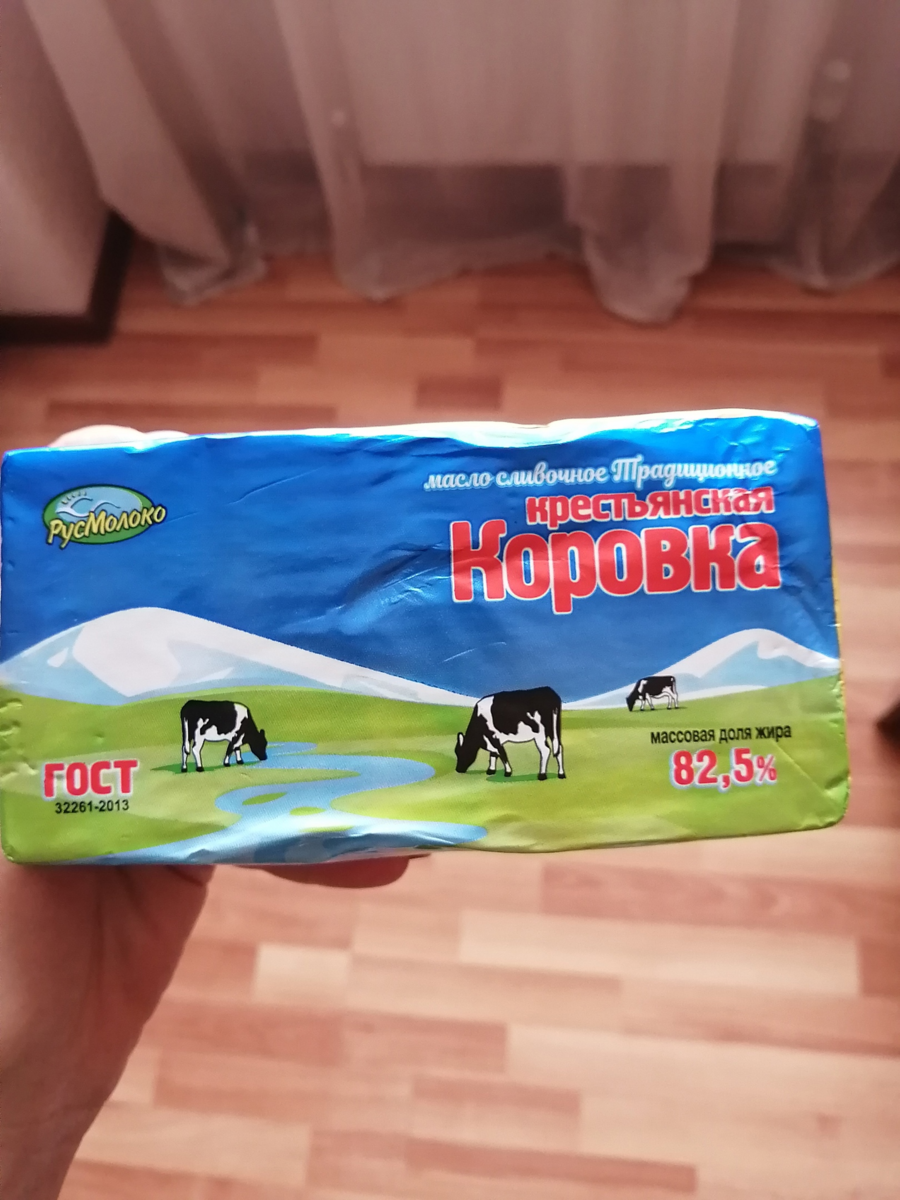 РусМолоко
масло сливочное Традиционное
крестьянская
Коровка
массовая доля жира
82,5%
ГОСТ
32261-2013